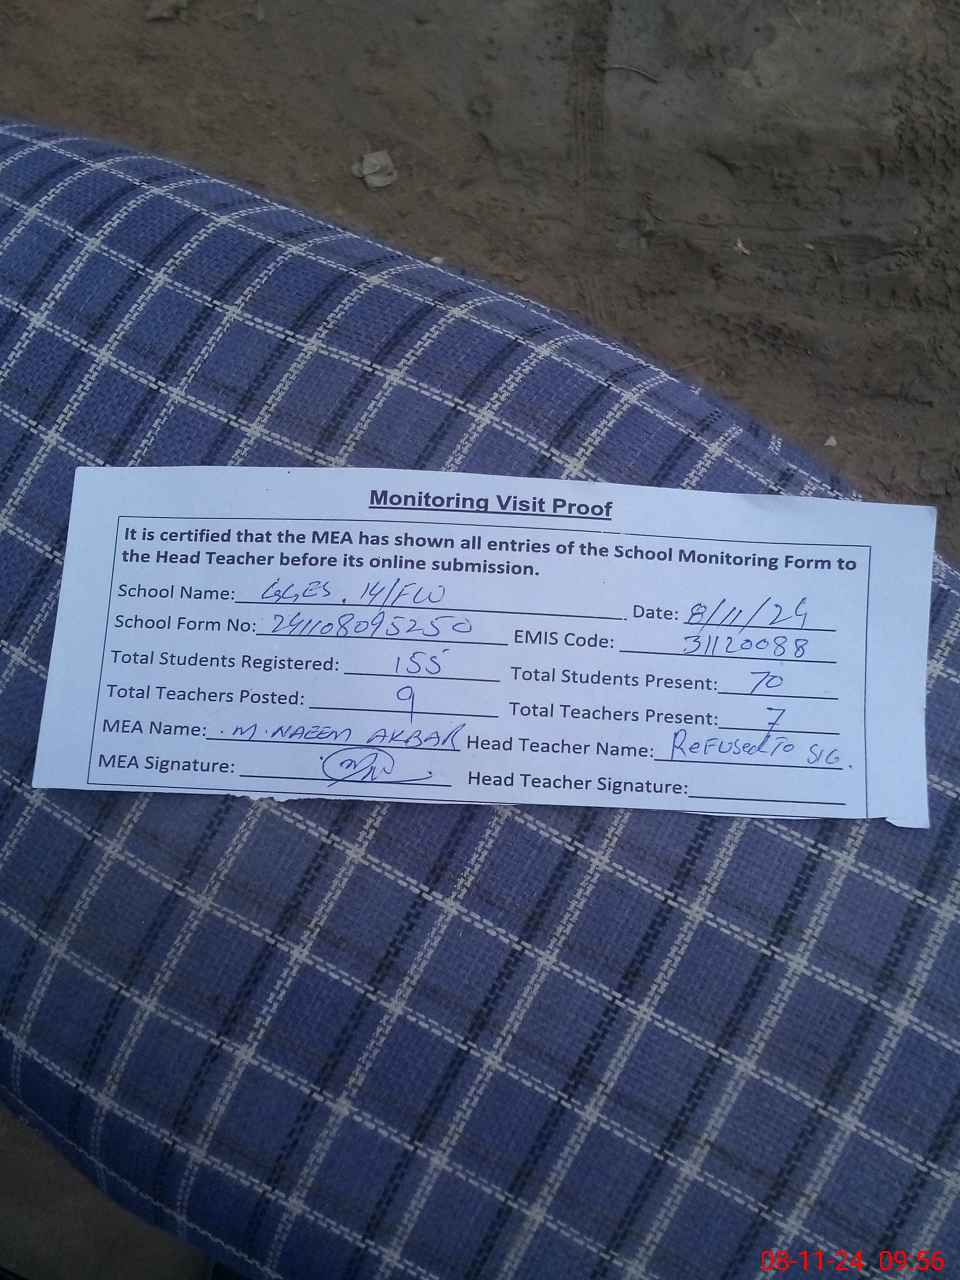 Monitoring Visit Proof
It is certified that the MEA has shown all entries of the School Monitoring Form to
the Head Teacher before its online submission.
School Name: GGES. 14/FW Date: 8/11/24
School Form No: 241108095250 EMIS Code: 31120088
Total Students Registered: 155 Total Students Present: 70
Total Teachers Posted: 9 Total Teachers Present: 7
MEA Name: M. NAEEM AKBAR Head Teacher Name: ReFUSed To SIG.
MEA Signature: Head Teacher Signature:
08-11-24 09:56